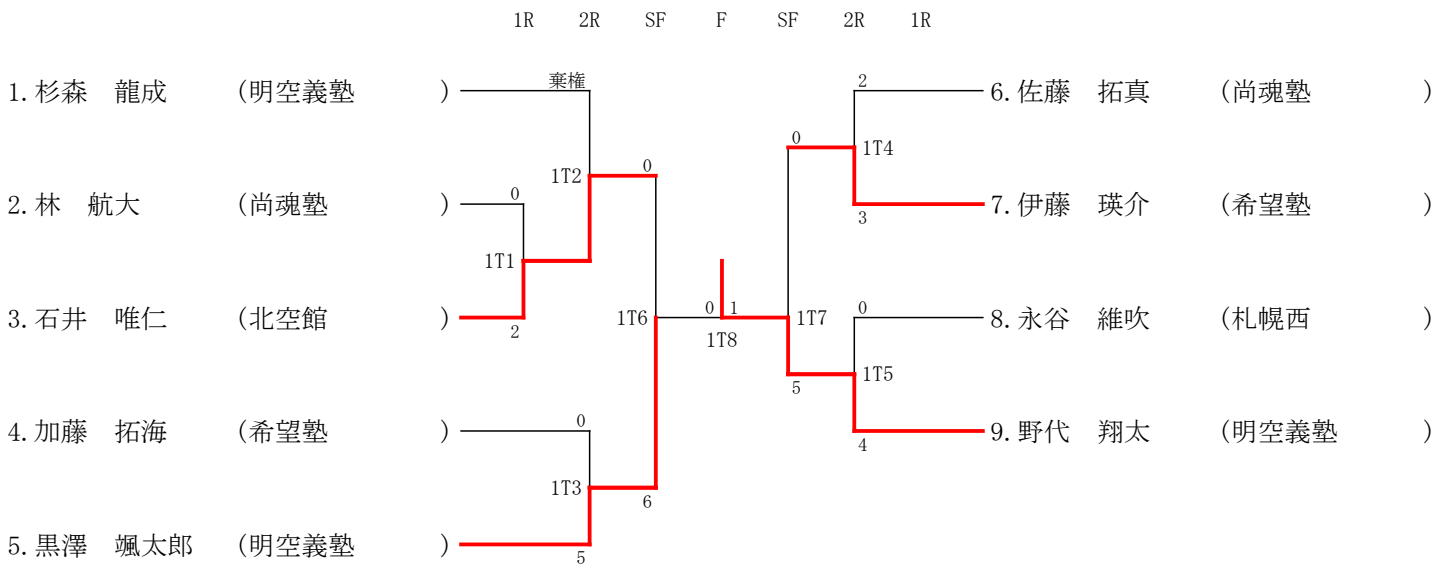 1R 2R SF F SF 2R 1R
棄権 2
1.杉森 龍成 (明空義塾 ) 6.佐藤 拓真 (尚魂塾 )
0 0 1T4
1T2
0
2.林 航大 (尚魂塾 ) 7.伊藤 瑛介 (希望塾 )
3
1T1
0 1 0
3.石井 唯仁 (北空館 ) 1T6 1T7 8.永谷 維吹 (札幌西 )
2 1T8
1T5
5
0
4.加藤 拓海 (希望塾 ) 9.野代 翔太 (明空義塾 )
4
1T3
6
5.黒澤 颯太郎 (明空義塾 )
5